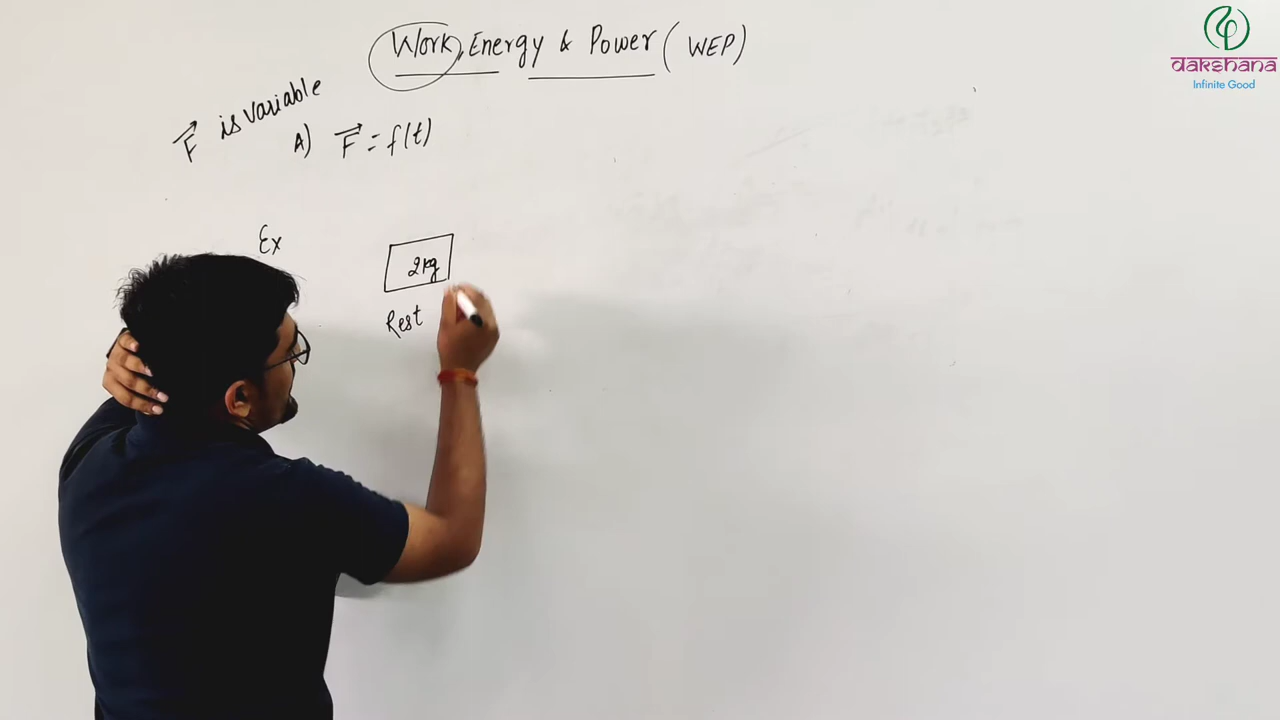 Work, Energy & Power (WEP)
F⃗ is variable
A) F⃗ = f(t)
Ex
2kg
Rest
dakshana
Infinite Good